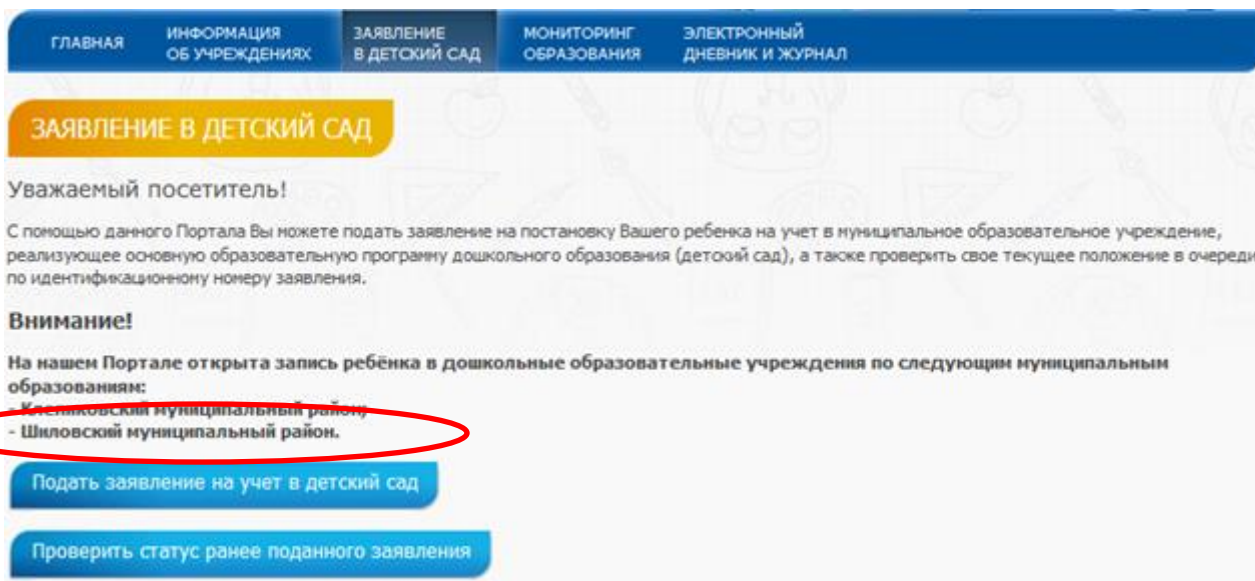 ГЛАВНАЯ
ИНФОРМАЦИЯ
ОБ УЧРЕЖДЕНИЯХ
ЗАЯВЛЕНИЕ
В ДЕТСКИЙ САД
МОНИТОРИНГ
ОБРАЗОВАНИЯ
ЭЛЕКТРОННЫЙ
ДНЕВНИК И ЖУРНАЛ
ЗАЯВЛЕНИЕ В ДЕТСКИЙ САД
Уважаемый посетитель!
С помощью данного Портала Вы можете подать заявление на постановку Вашего ребенка на учет в муниципальное образовательное учреждение,
реализующее основную образовательную программу дошкольного образования (детский сад), а также проверить свое текущее положение в очереди
по идентификационному номеру заявления.
Внимание!
На нашем Портале открыта запись ребёнка в дошкольные образовательные учреждения по следующим муниципальным
образованиям:
- Клепиковский муниципальный район;
- Шиловский муниципальный район.
Подать заявление на учет в детский сад
Проверить статус ранее поданного заявления